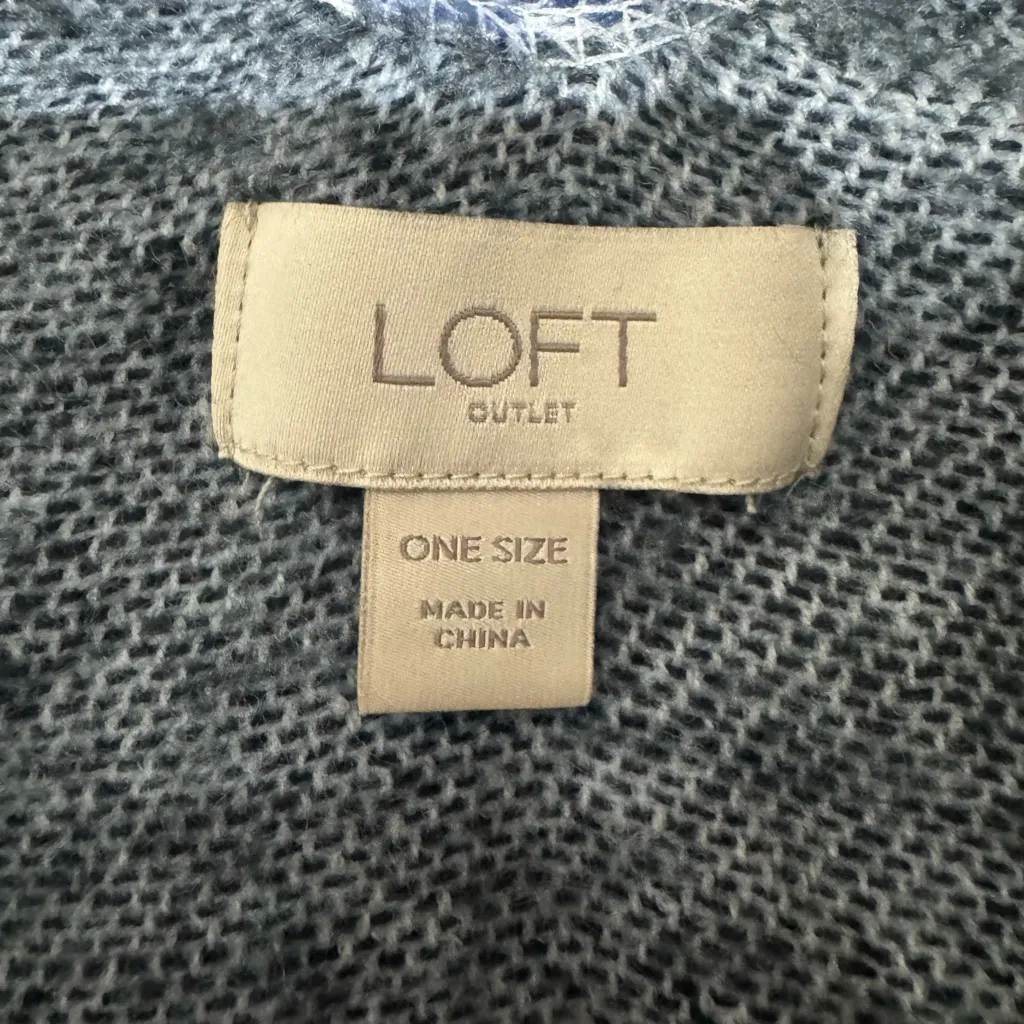 LOFT
OUTLET
ONE SIZE
MADE IN
CHINA